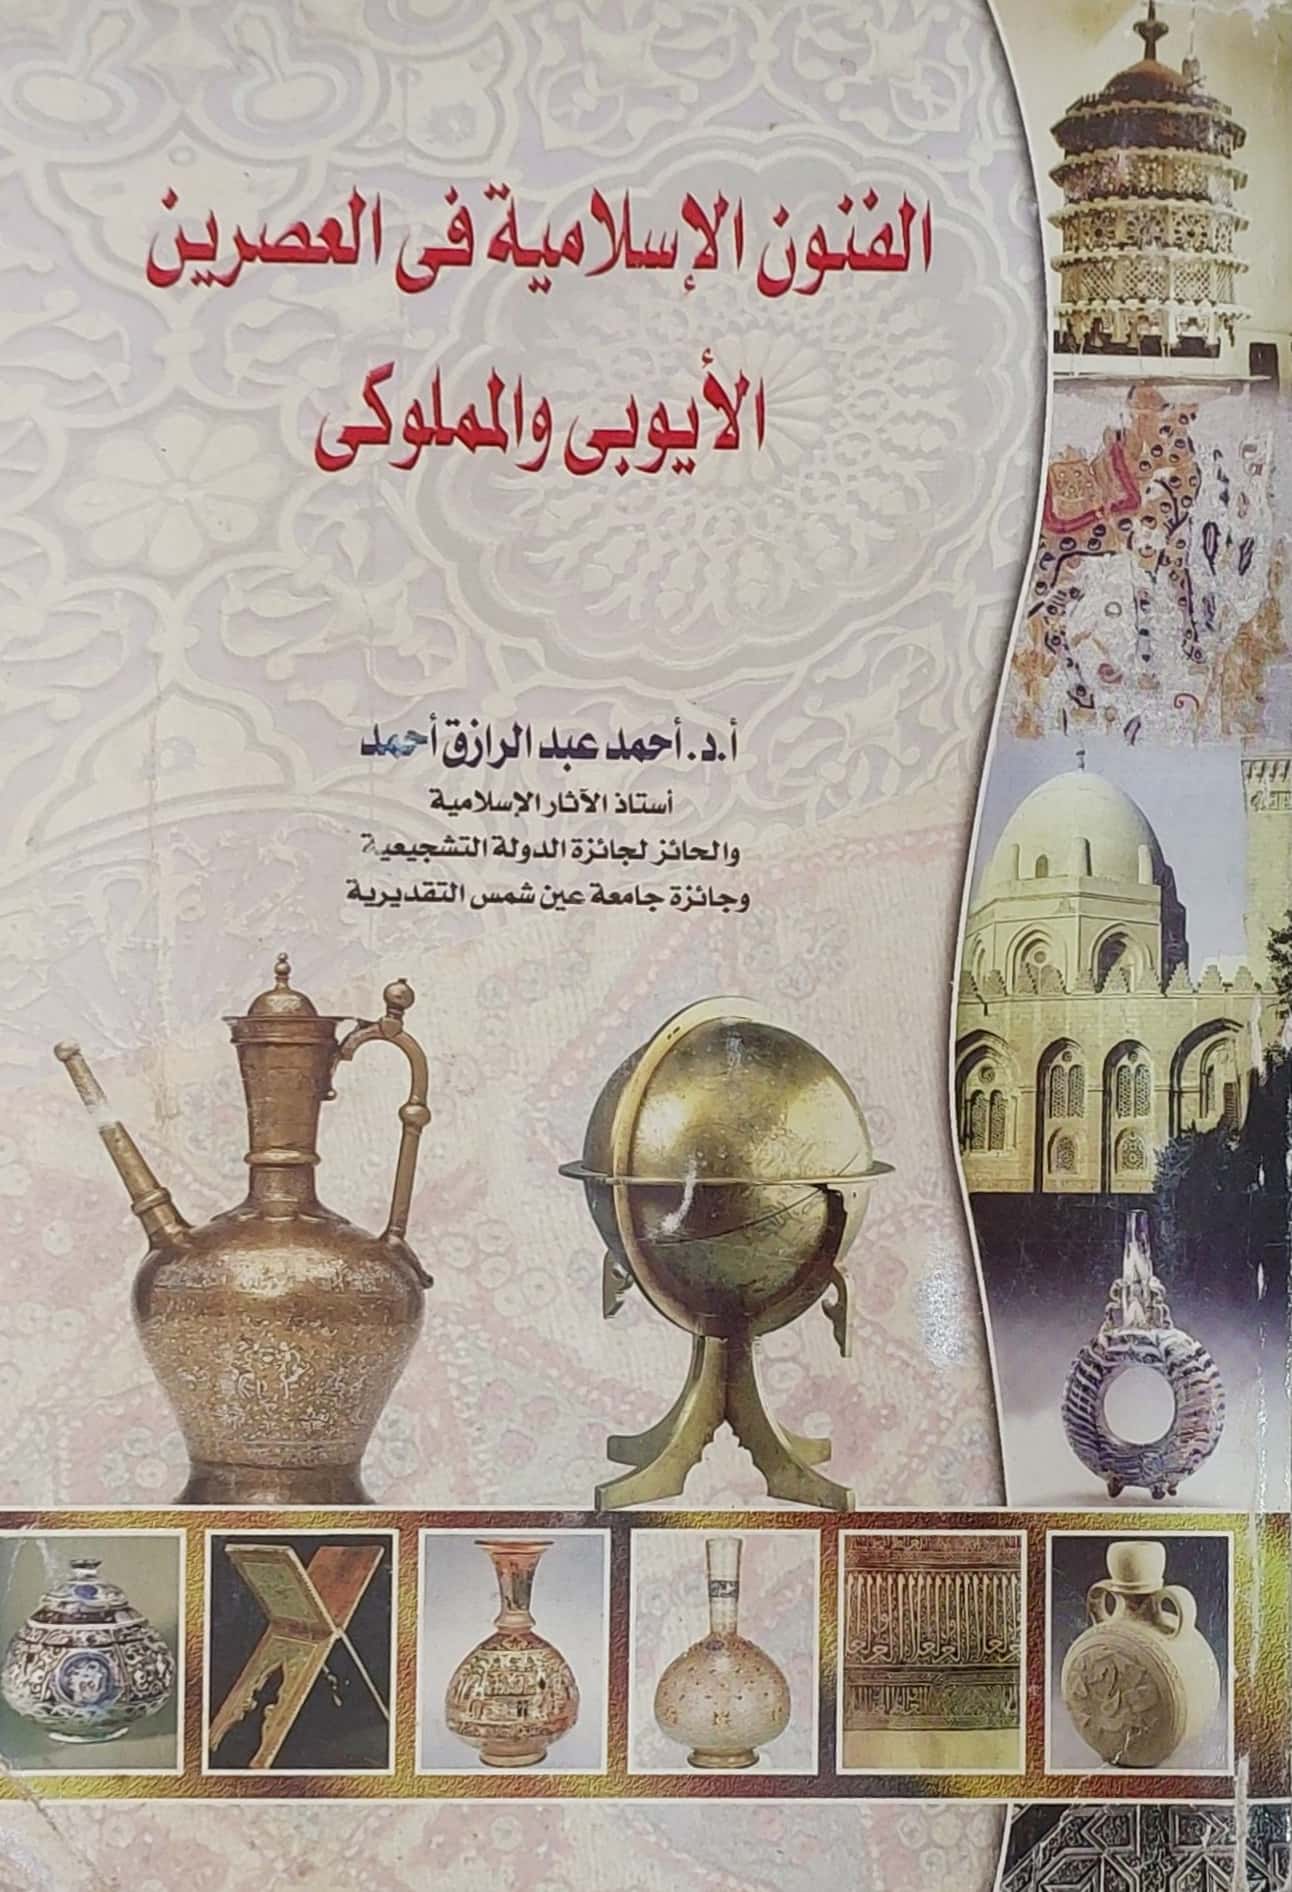 الفنون الإسلامية فى العصرين
الأيوبى والمملوكى
أ.د. أحمد عبد الرازق أحمد
أستاذ الآثار الإسلامية
والحائز لجائزة الدولة التشجيعية
وجائزة جامعة عين شمس التقديرية